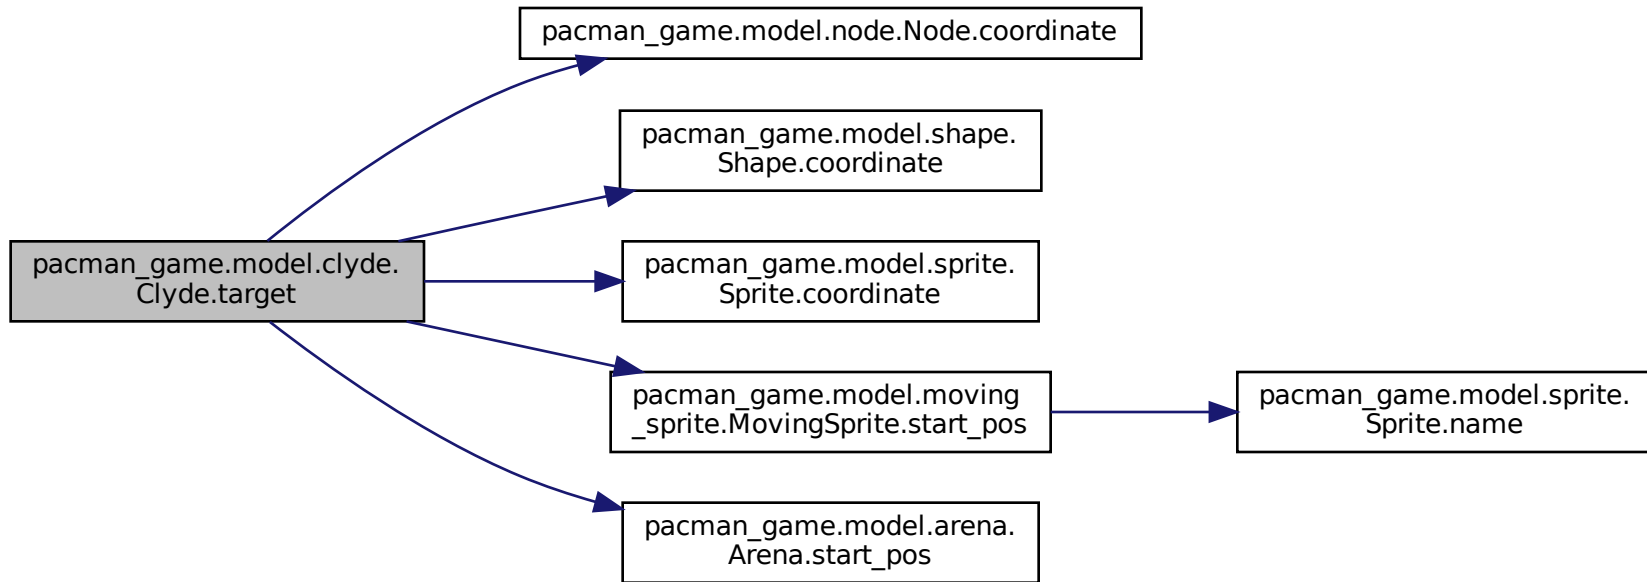 pacman_game.model.node.Node.coordinate
pacman_game.model.shape.
Shape.coordinate
pacman_game.model.clyde.
Clyde.target
pacman_game.model.sprite.
Sprite.coordinate
pacman_game.model.moving
_sprite.MovingSprite.start_pos
pacman_game.model.sprite.
Sprite.name
pacman_game.model.arena.
Arena.start_pos